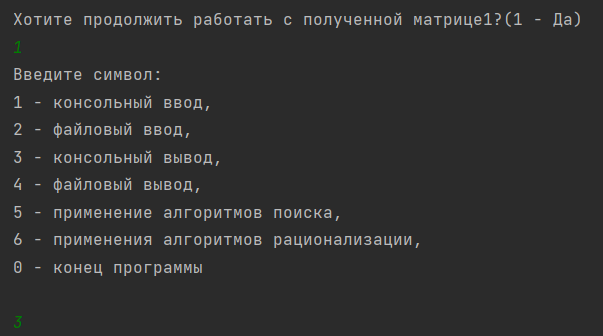 Хотите продолжить работать с полученной матрице1?(1 - Да)
1
Введите символ:
1 - консольный ввод,
2 - файловый ввод,
3 - консольный вывод,
4 - файловый вывод,
5 - применение алгоритмов поиска,
6 - применения алгоритмов рационализации,
0 - конец программы
3